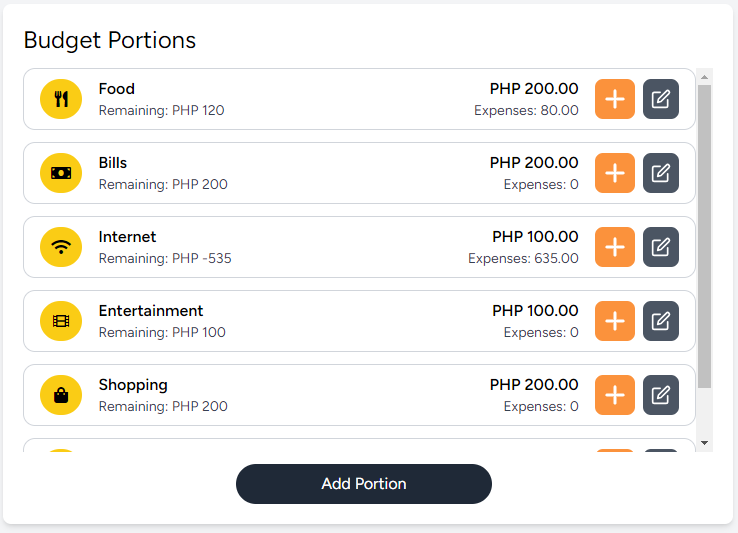 Budget Portions
Food
PHP 200.00
Remaining: PHP 120
Expenses: 80.00
Bills
PHP 200.00
Remaining: PHP 200
Expenses: 0
Internet
PHP 100.00
Remaining: PHP -535
Expenses: 635.00
Entertainment
PHP 100.00
Remaining: PHP 100
Expenses: 0
Shopping
PHP 200.00
Remaining: PHP 200
Expenses: 0
Add Portion